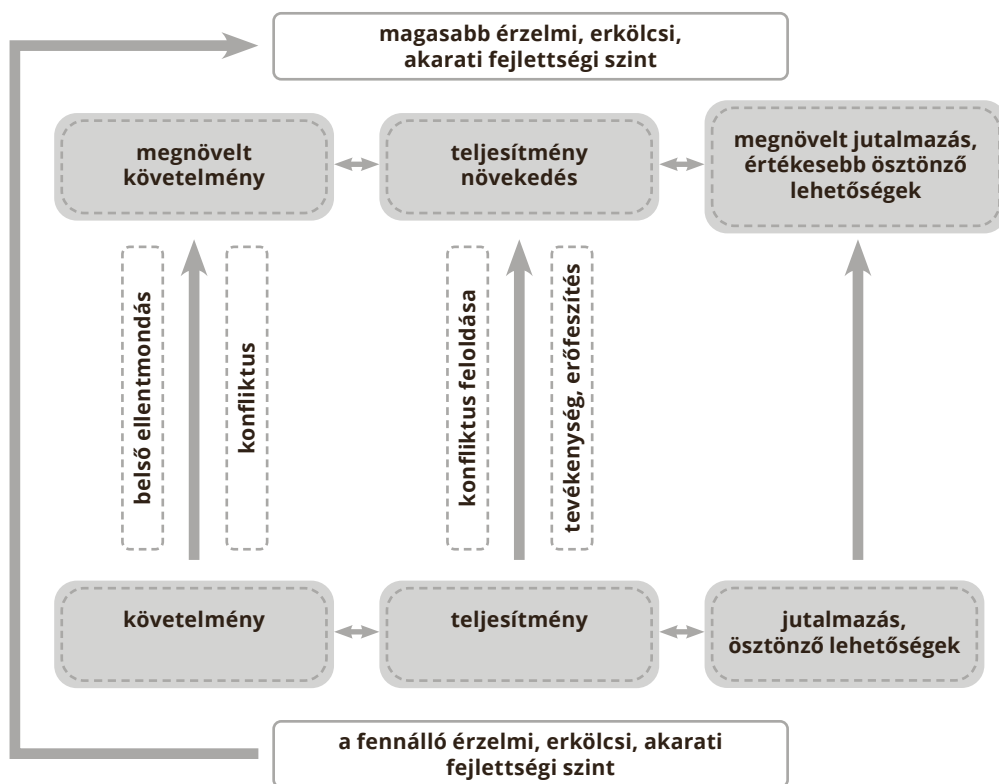 magasabb érzelmi, erkölcsi,
akarati fejlettségi szint
megnövelt
követelmény
teljesítmény
növekedés
megnövelt jutalmazás,
értékesebb ösztönző
lehetőségek
belső ellentmondás
konfliktus
konfliktus feloldása
tevékenység, erőfeszítés
követelmény
teljesítmény
jutalmazás,
ösztönző lehetőségek
a fennálló érzelmi, erkölcsi, akarati
fejlettségi szint